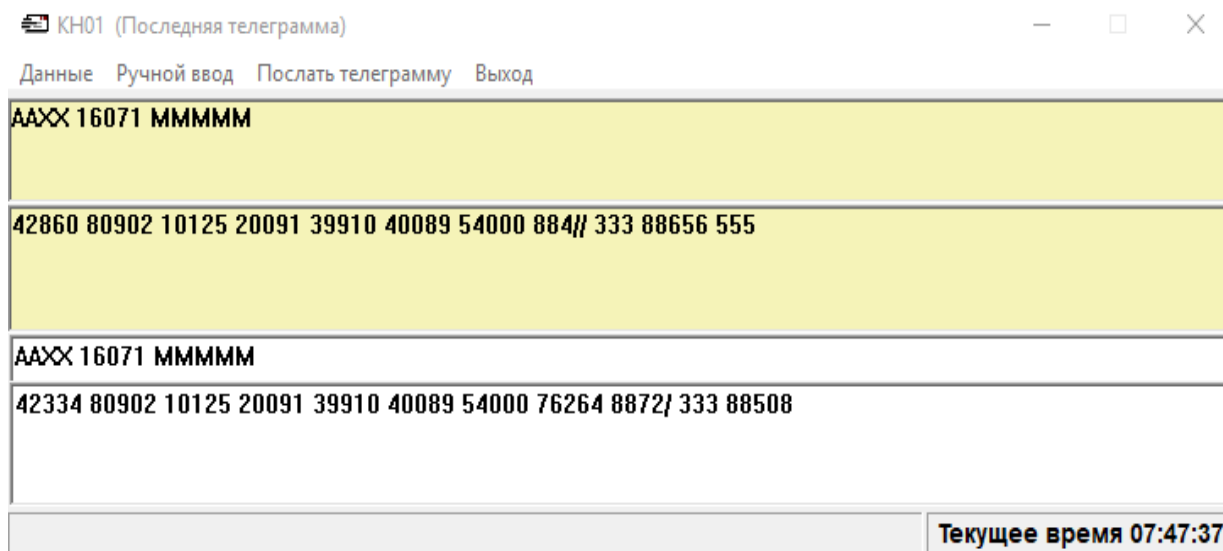 КН01 (Последняя телеграмма)
Данные Ручной ввод Послать телеграмму Выход
AAXX 16071 MMMMM
42860 80902 10125 20091 39910 40089 54000 884// 333 88656 555
AAXX 16071 MMMMM
42334 80902 10125 20091 39910 40089 54000 76264 8872/ 333 88508
Текущее время 07:47:37